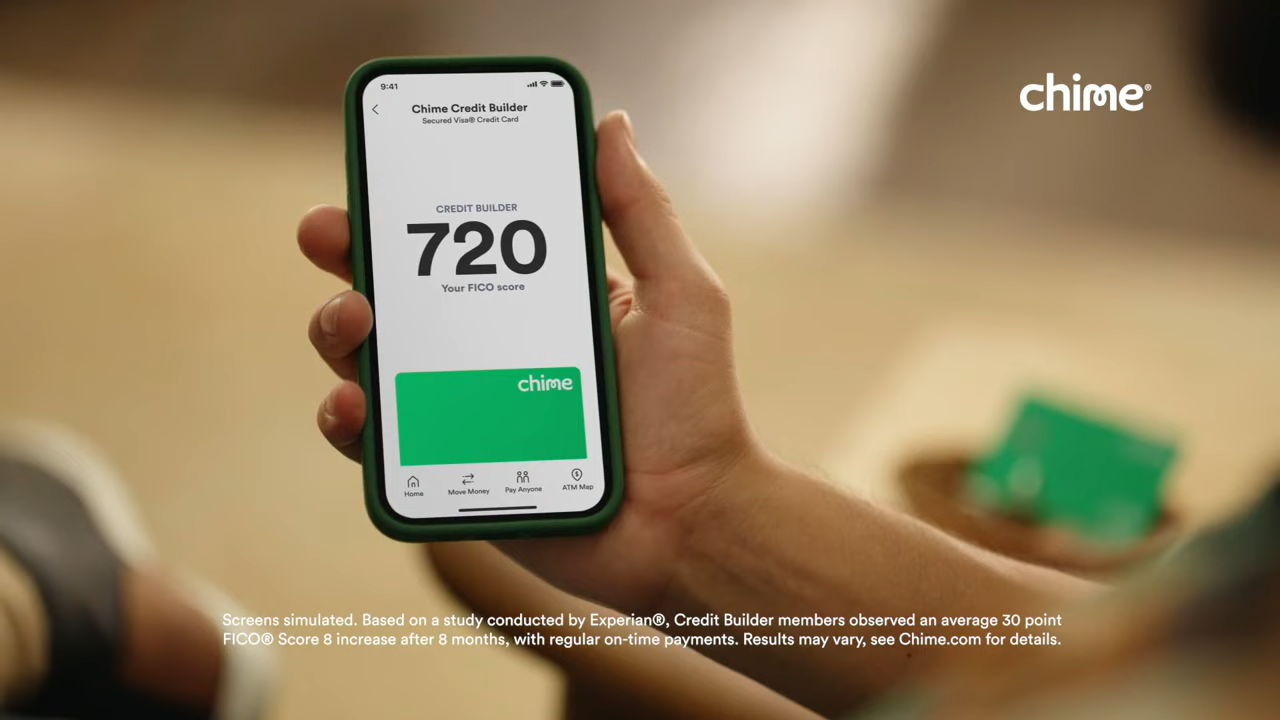 chime®
9:41
Chime Credit Builder
Secured Visa® Credit Card
CREDIT BUILDER
720
Your FICO score
chime
Home
Move Money
Pay Anyone
ATM Map
Screens simulated. Based on a study conducted by Experian®, Credit Builder members observed an average 30 point
FICO® Score 8 increase after 8 months, with regular on-time payments. Results may vary, see Chime.com for details.